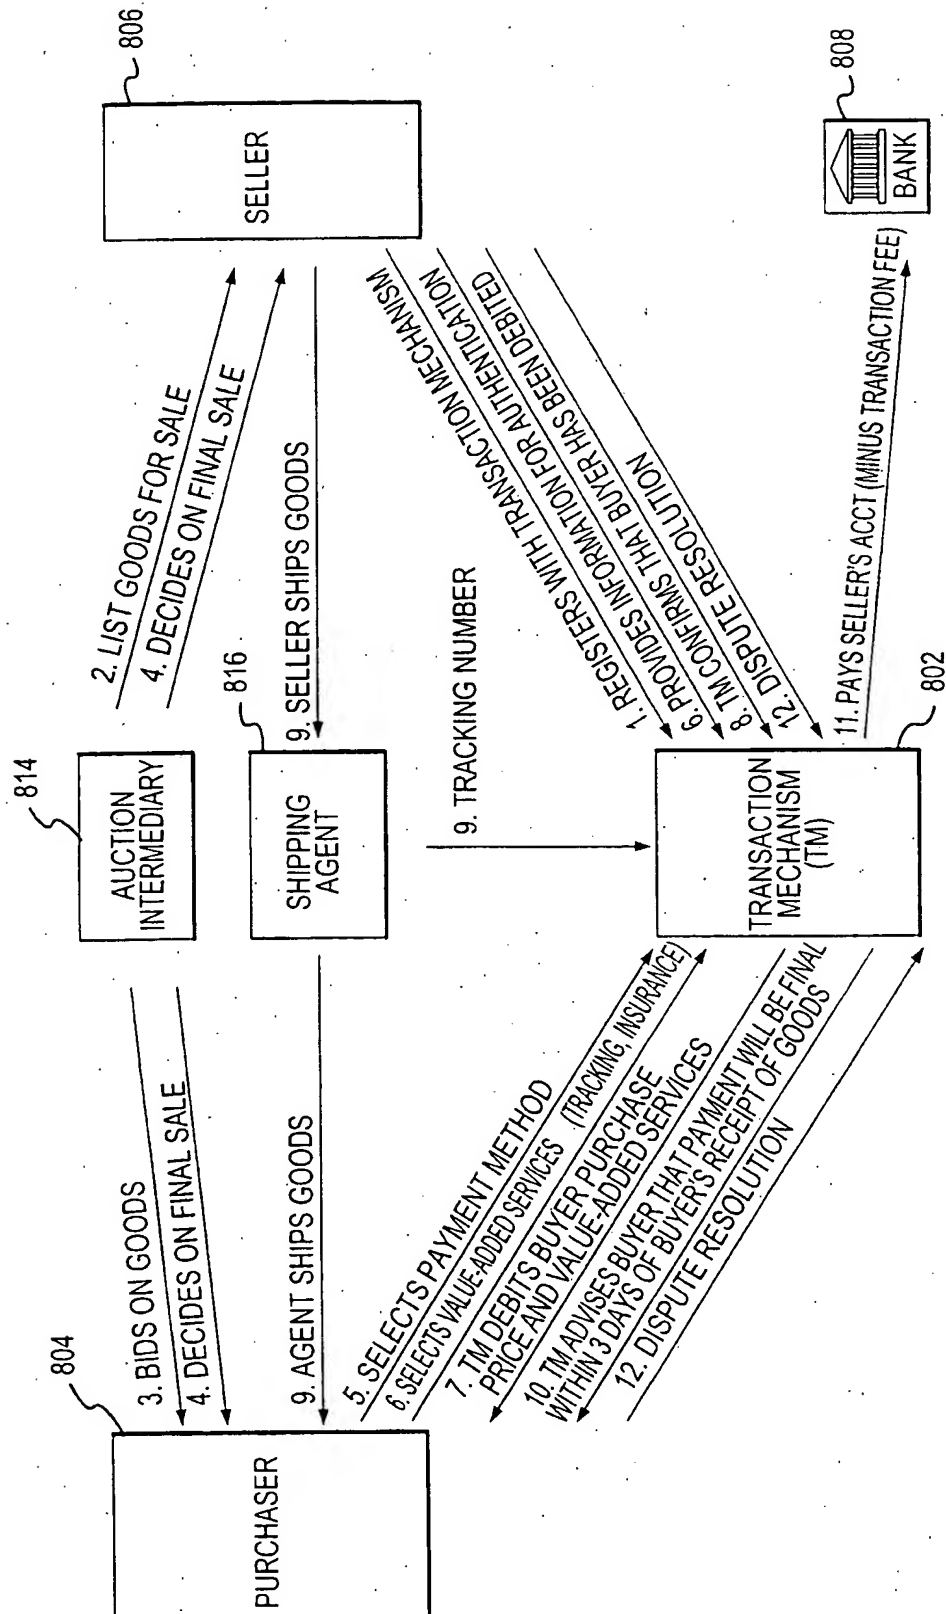 804
PURCHASER
3. BIDS ON GOODS
4. DECIDES ON FINAL SALE
9. AGENT SHIPS GOODS
5. SELECTS PAYMENT METHOD
6. SELECTS VALUE-ADDED SERVICES (TRACKING, INSURANCE)
7. TM DEBITS BUYER PURCHASE
PRICE AND VALUE-ADDED SERVICES
10. TM ADVISES BUYER THAT PAYMENT WILL BE FINAL
WITHIN 3 DAYS OF BUYER'S RECEIPT OF GOODS
12. DISPUTE RESOLUTION
814
AUCTION
INTERMEDIARY
816
SHIPPING
AGENT
9. TRACKING NUMBER
TRANSACTION
MECHANISM
(TM)
802
2. LIST GOODS FOR SALE
4. DECIDES ON FINAL SALE
9. SELLER SHIPS GOODS
1. REGISTERS WITH TRANSACTION MECHANISM
6. PROVIDES INFORMATION FOR AUTHENTICATION
8. TM CONFIRMS THAT BUYER HAS BEEN DEBITED
12. DISPUTE RESOLUTION
11. PAYS SELLER'S ACCT (MINUS TRANSACTION FEE)
806
SELLER
808
BANK